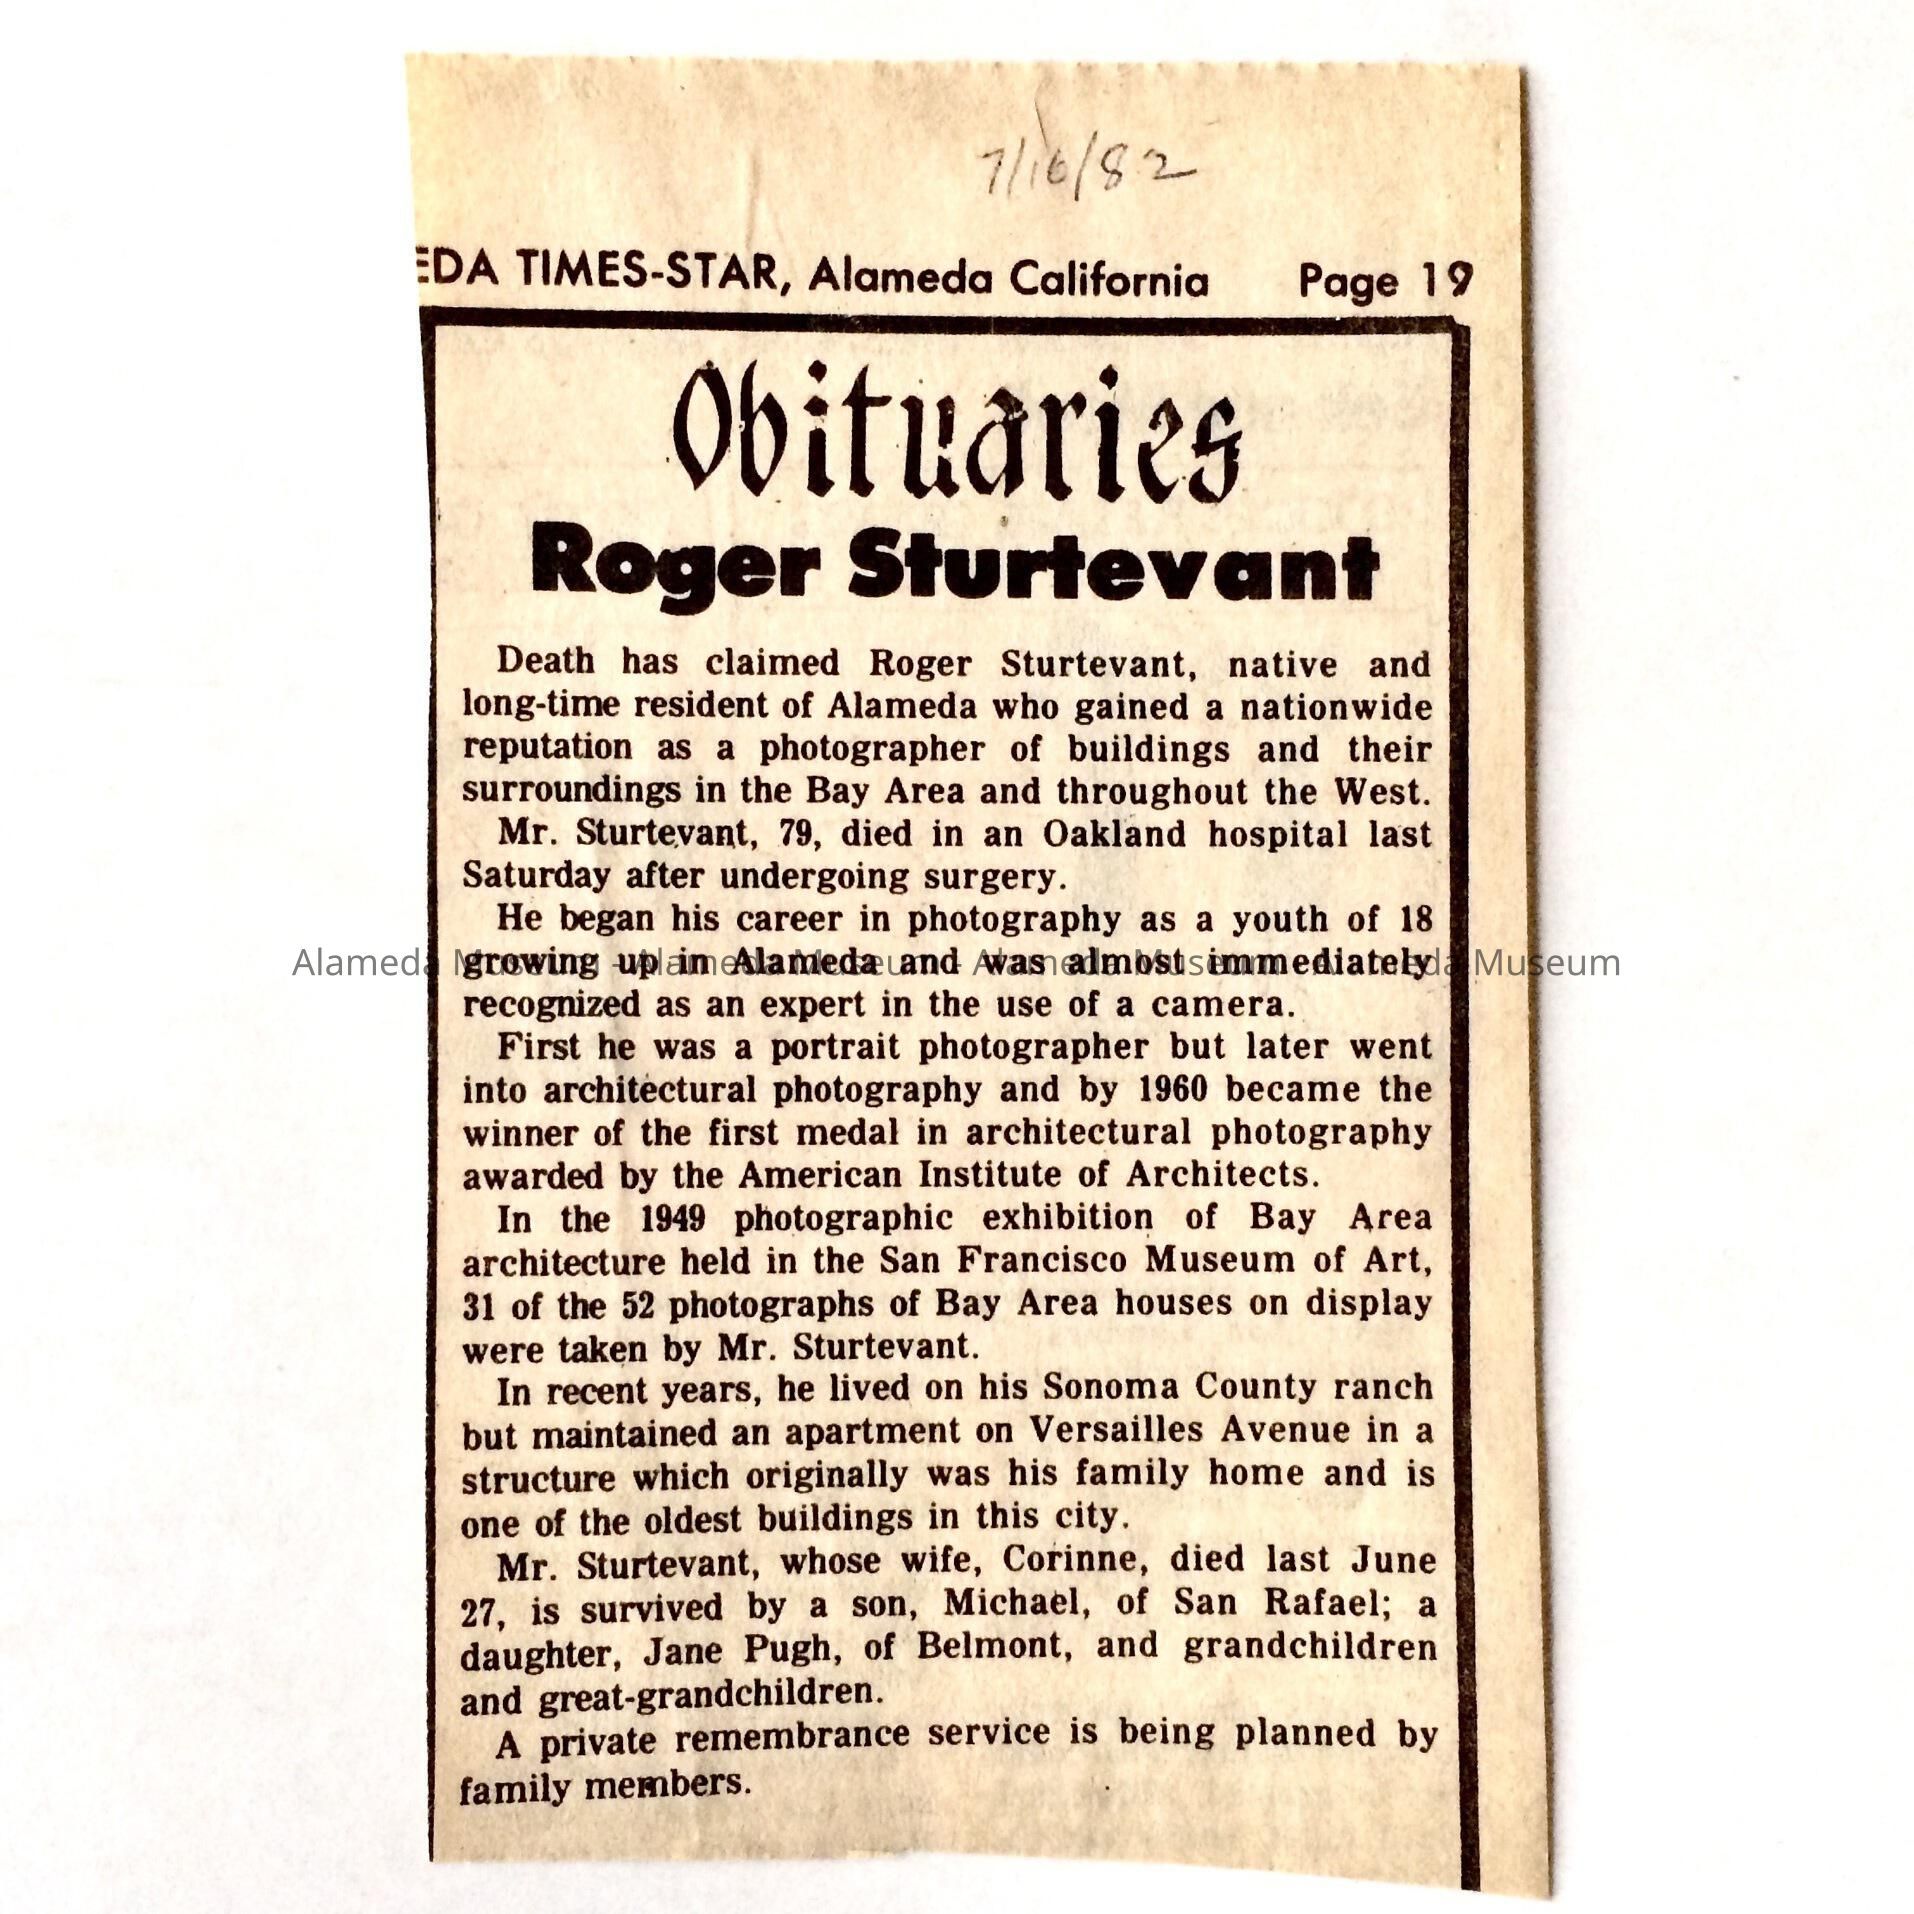 7/16/82
EDA TIMES-STAR, Alameda California Page 19
Obituaries
Roger Sturtevant
Death has claimed Roger Sturtevant, native and
long-time resident of Alameda who gained a nationwide
reputation as a photographer of buildings and their
surroundings in the Bay Area and throughout the West.
Mr. Sturtevant, 79, died in an Oakland hospital last
Saturday after undergoing surgery.
He began his career in photography as a youth of 18
growing up in Alameda and was almost immediately
Alameda Museum - Alameda Museum - Alameda Museum - Alameda Museum
recognized as an expert in the use of a camera.
First he was a portrait photographer but later went
into architectural photography and by 1960 became the
winner of the first medal in architectural photography
awarded by the American Institute of Architects.
In the 1949 photographic exhibition of Bay Area
architecture held in the San Francisco Museum of Art,
31 of the 52 photographs of Bay Area houses on display
were taken by Mr. Sturtevant.
In recent years, he lived on his Sonoma County ranch
but maintained an apartment on Versailles Avenue in a
structure which originally was his family home and is
one of the oldest buildings in this city.
Mr. Sturtevant, whose wife, Corinne, died last June
27, is survived by a son, Michael, of San Rafael; a
daughter, Jane Pugh, of Belmont, and grandchildren
and great-grandchildren.
A private remembrance service is being planned by
family members.